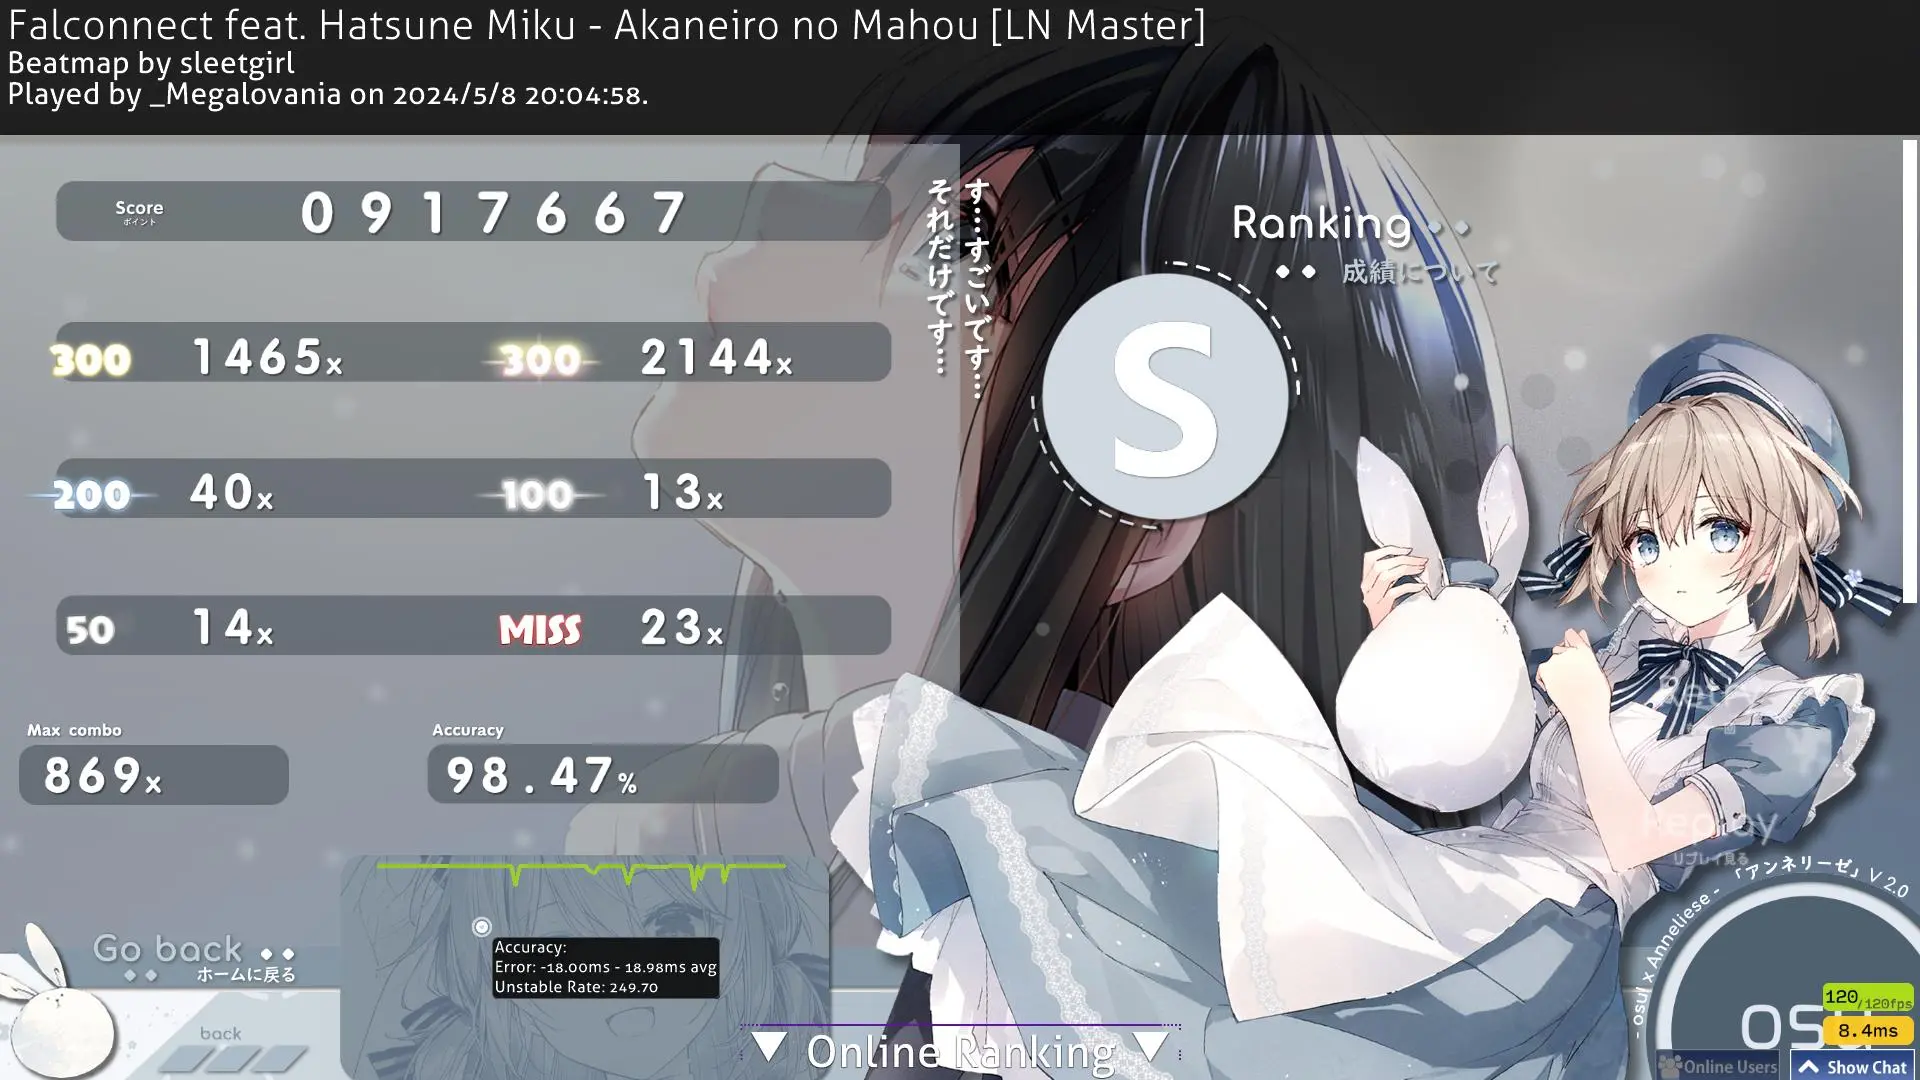 Falconnect feat. Hatsune Miku - Akaneiro no Mahou [LN Master]
Beatmap by sleetgirl
Played by _Megalovania on 2024/5/8 20:04:58.
Score
ポイント
0917667
す…すごいです…
それだけです…
Ranking
成績について
S
300 1465x 300 2144x
200 40x 100 13x
50 14x MISS 23x
Max combo
869x
Accuracy
98.47%
Replay
リプレイ見る
- osu! x Anneliese - 「アンネリーゼ」 V 2.0
Go back
ホームに戻る
back
Accuracy:
Error: -18.00ms - 18.98ms avg
Unstable Rate: 249.70
Online Ranking
osu
120/120fps
8.4ms
Online Users
Show Chat